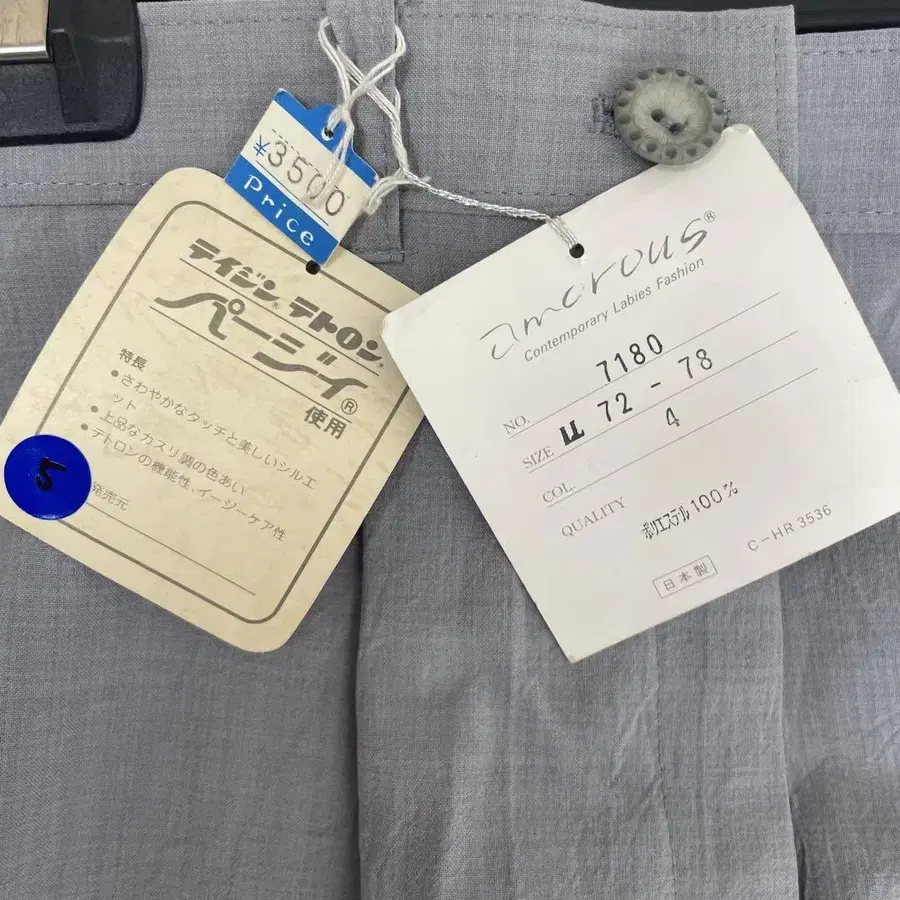 ¥3500
Price
テイジン®テトロン®
ページィ®
使用
特長
•さわやかなタッチと美しいシルエ
ット
•上品なカスリ調の色あい
•テトロンの機能性、イージーケア性
発売元
5
amorous®
Contemporary Labies Fashion
NO. 7180
SIZE LL 72 - 78
COL. 4
QUALITY ポリエステル 100%
日本製
C-HR 3536